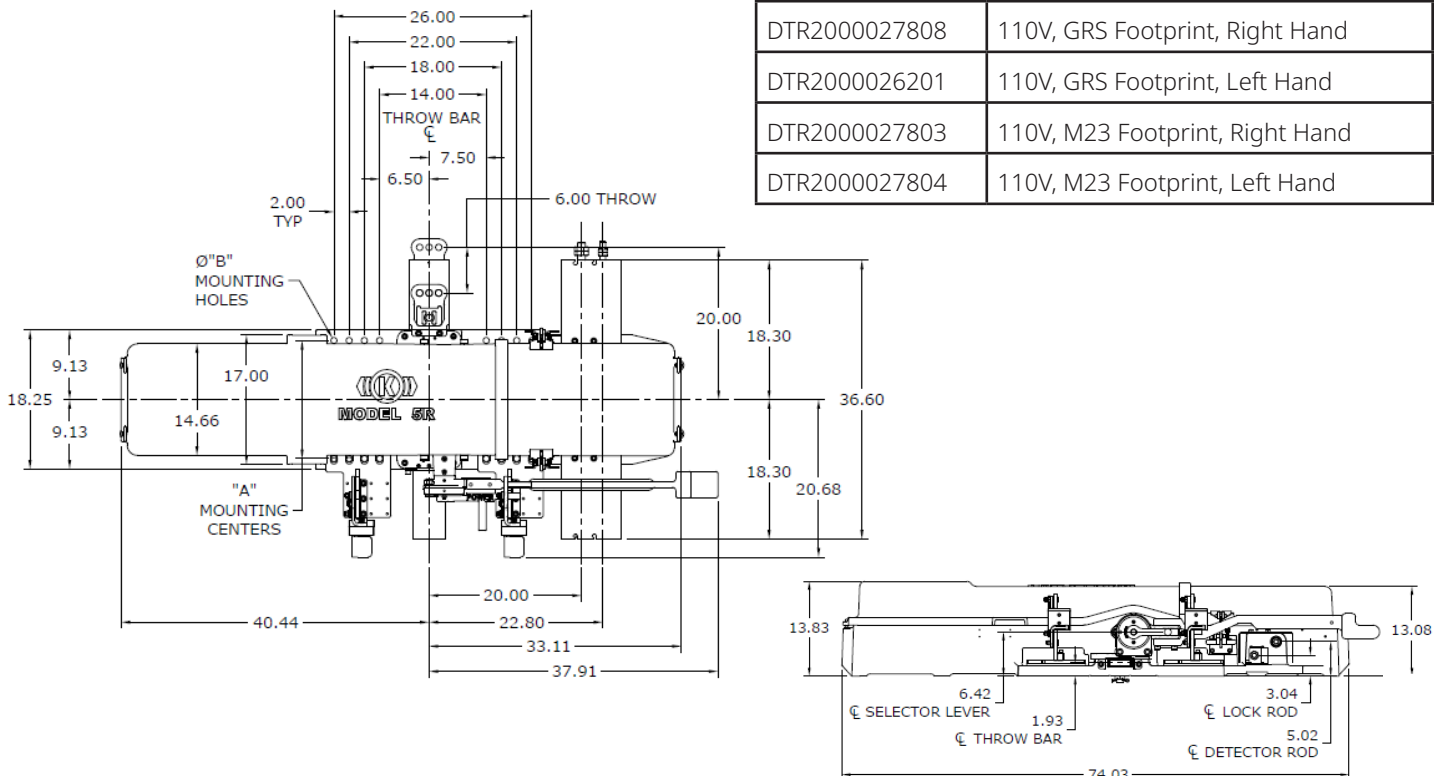 26.00
22.00
18.00
14.00
THROW BAR
℄
7.50
6.50
2.00
TYP
6.00 THROW
Ø"B"
MOUNTING
HOLES
DTR2000027808 110V, GRS Footprint, Right Hand
DTR2000026201 110V, GRS Footprint, Left Hand
DTR2000027803 110V, M23 Footprint, Right Hand
DTR2000027804 110V, M23 Footprint, Left Hand
20.00
18.30
9.13
17.00
18.25
14.66
9.13
K
MODEL 5R
36.60
18.30
20.68
POWER
"A"
MOUNTING
CENTERS
20.00
40.44
22.80
33.11
37.91
13.83
13.08
6.42
℄ SELECTOR LEVER
1.93
℄ THROW BAR
3.04
℄ LOCK ROD
5.02
℄ DETECTOR ROD
74.03